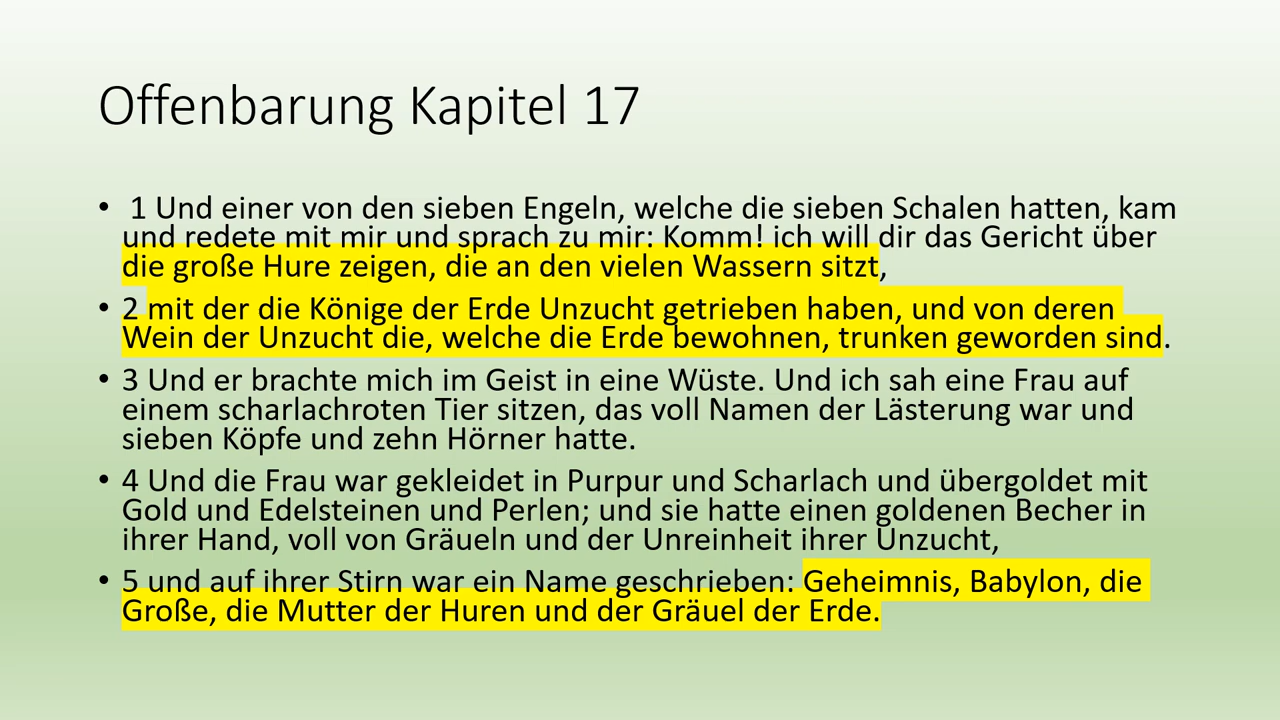 Offenbarung Kapitel 17
• 1 Und einer von den sieben Engeln, welche die sieben Schalen hatten, kam
und redete mit mir und sprach zu mir: Komm! ich will dir das Gericht über
die große Hure zeigen, die an den vielen Wassern sitzt,
• 2 mit der die Könige der Erde Unzucht getrieben haben, und von deren
Wein der Unzucht die, welche die Erde bewohnen, trunken geworden sind.
• 3 Und er brachte mich im Geist in eine Wüste. Und ich sah eine Frau auf
einem scharlachroten Tier sitzen, das voll Namen der Lästerung war und
sieben Köpfe und zehn Hörner hatte.
• 4 Und die Frau war gekleidet in Purpur und Scharlach und übergoldet mit
Gold und Edelsteinen und Perlen; und sie hatte einen goldenen Becher in
ihrer Hand, voll von Gräueln und der Unreinheit ihrer Unzucht,
• 5 und auf ihrer Stirn war ein Name geschrieben: Geheimnis, Babylon, die
Große, die Mutter der Huren und der Gräuel der Erde.